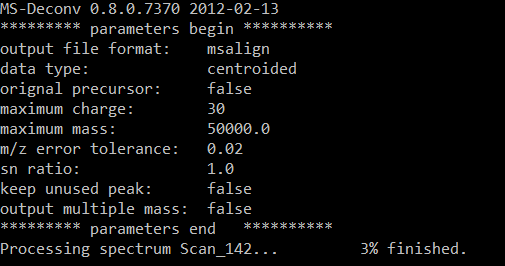 MS-Deconv 0.8.0.7370 2012-02-13
********* parameters begin **********
output file format:    msalign
data type:             centroided
orignal precursor:     false
maximum charge:        30
maximum mass:          50000.0
m/z error tolerance:   0.02
sn ratio:              1.0
keep unused peak:      false
output multiple mass:  false
********* parameters end   **********
Processing spectrum Scan_142...         3% finished.